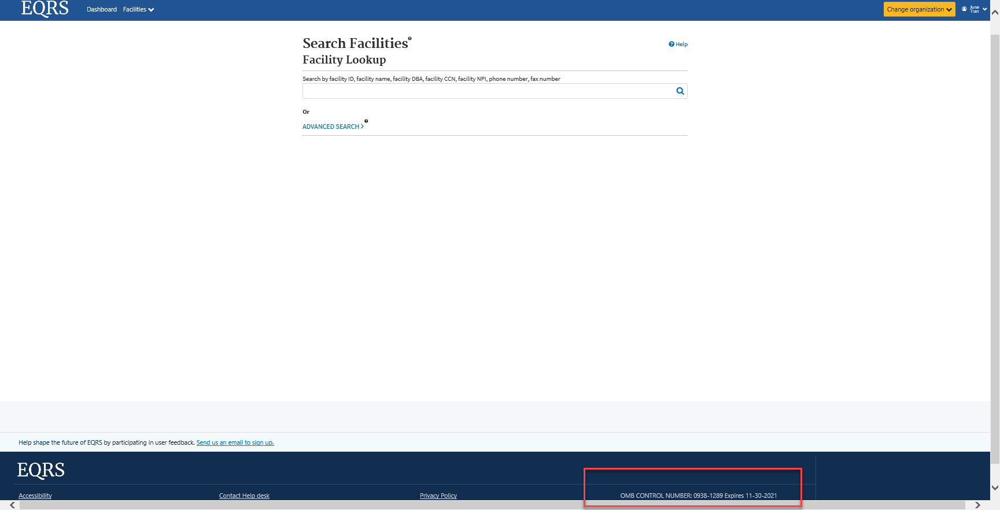 EQRS
Dashboard Facilities
Change organization
June
Tran
Search Facilities
Help
Facility Lookup
Search by facility ID, facility name, facility DBA, facility CCN, facility NPI, phone number, fax number
Or
ADVANCED SEARCH
Help shape the future of EQRS by participating in user feedback. Send us an email to sign up.
EQRS
Accessibility Contact Help desk Privacy Policy OMB CONTROL NUMBER: 0938-1289 Expires 11-30-2021